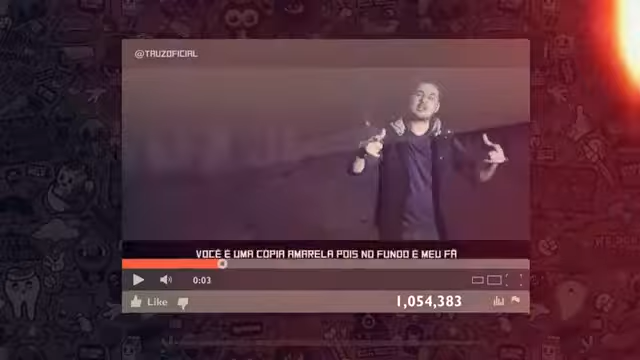 @TAUZOFICIAL
VOCÊ É UMA CÓPIA AMARELA POIS NO FUNDO É MEU FÃ
0:03
Like
1,054,383